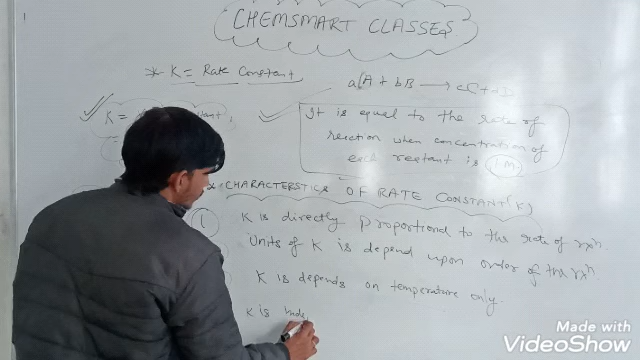 CHEMSMART CLASSES
* K = Rate Constant
aA + bB → cC + dD
K =
It is equal to the rate of
reaction when concentration of
each reetant is (1M)
CHARACTERSTICS OF RATE CONSTANT (K)
1 K is directly proportional to the rate of rxⁿ.
Units of K is depend upon order of the rxⁿ.
K is depends on temperature only.
K is inde
Made with
VideoShow